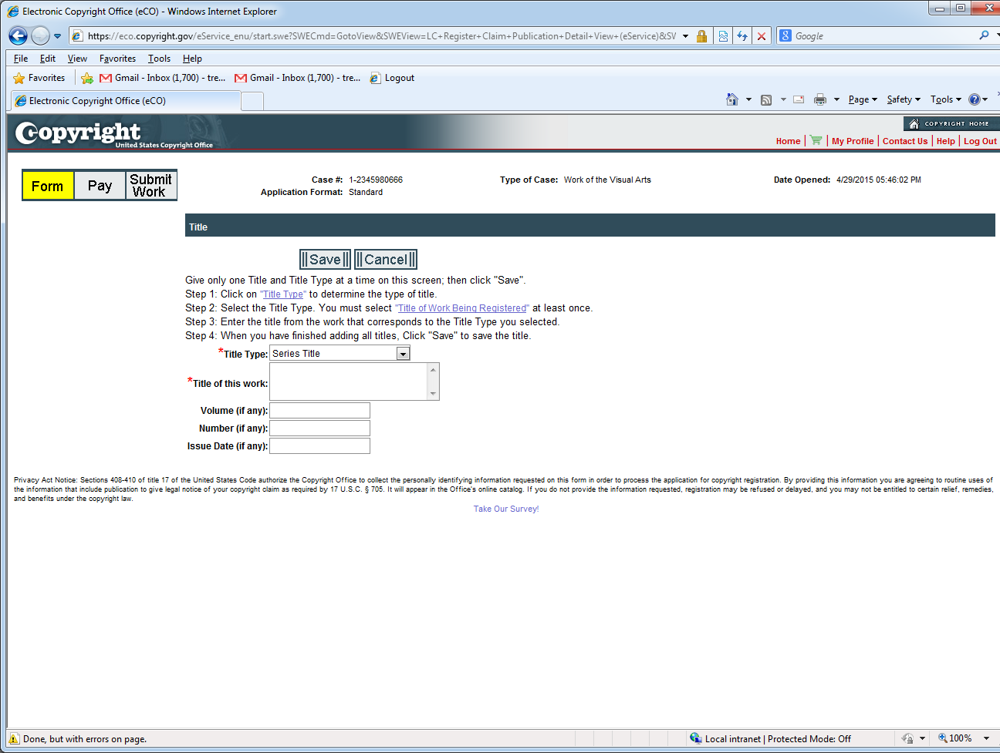 Electronic Copyright Office (eCO) - Windows Internet Explorer
https://eco.copyright.gov/eService_enu/start.swe?SWECmd=GotoView&SWEView=LC+Register+Claim+Publication+Detail+View+(eService)&SV
Google
File Edit View Favorites Tools Help
Favorites Gmail - Inbox (1,700) - tre... Gmail - Inbox (1,700) - tre... Logout
Electronic Copyright Office (eCO)
Page Safety Tools
Copyright
United States Copyright Office
COPYRIGHT HOME
Home | | My Profile | Contact Us | Help | Log Out
Form Pay Submit Work
Case #: 1-2345980666 Type of Case: Work of the Visual Arts Date Opened: 4/29/2015 05:46:02 PM
Application Format: Standard
Title
||Save|| ||Cancel||
Give only one Title and Title Type at a time on this screen; then click "Save".
Step 1: Click on "Title Type" to determine the type of title.
Step 2: Select the Title Type. You must select "Title of Work Being Registered" at least once.
Step 3: Enter the title from the work that corresponds to the Title Type you selected.
Step 4: When you have finished adding all titles, Click "Save" to save the title.
*Title Type: Series Title
*Title of this work:
Volume (if any):
Number (if any):
Issue Date (if any):
Privacy Act Notice: Sections 408-410 of title 17 of the United States Code authorize the Copyright Office to collect the personally identifying information requested on this form in order to process the application for copyright registration. By providing this information you are agreeing to routine uses of
the information that include publication to give legal notice of your copyright claim as required by 17 U.S.C. § 705. It will appear in the Office's online catalog. If you do not provide the information requested, registration may be refused or delayed, and you may not be entitled to certain relief, remedies,
and benefits under the copyright law.
Take Our Survey!
Done, but with errors on page. Local intranet | Protected Mode: Off 100%